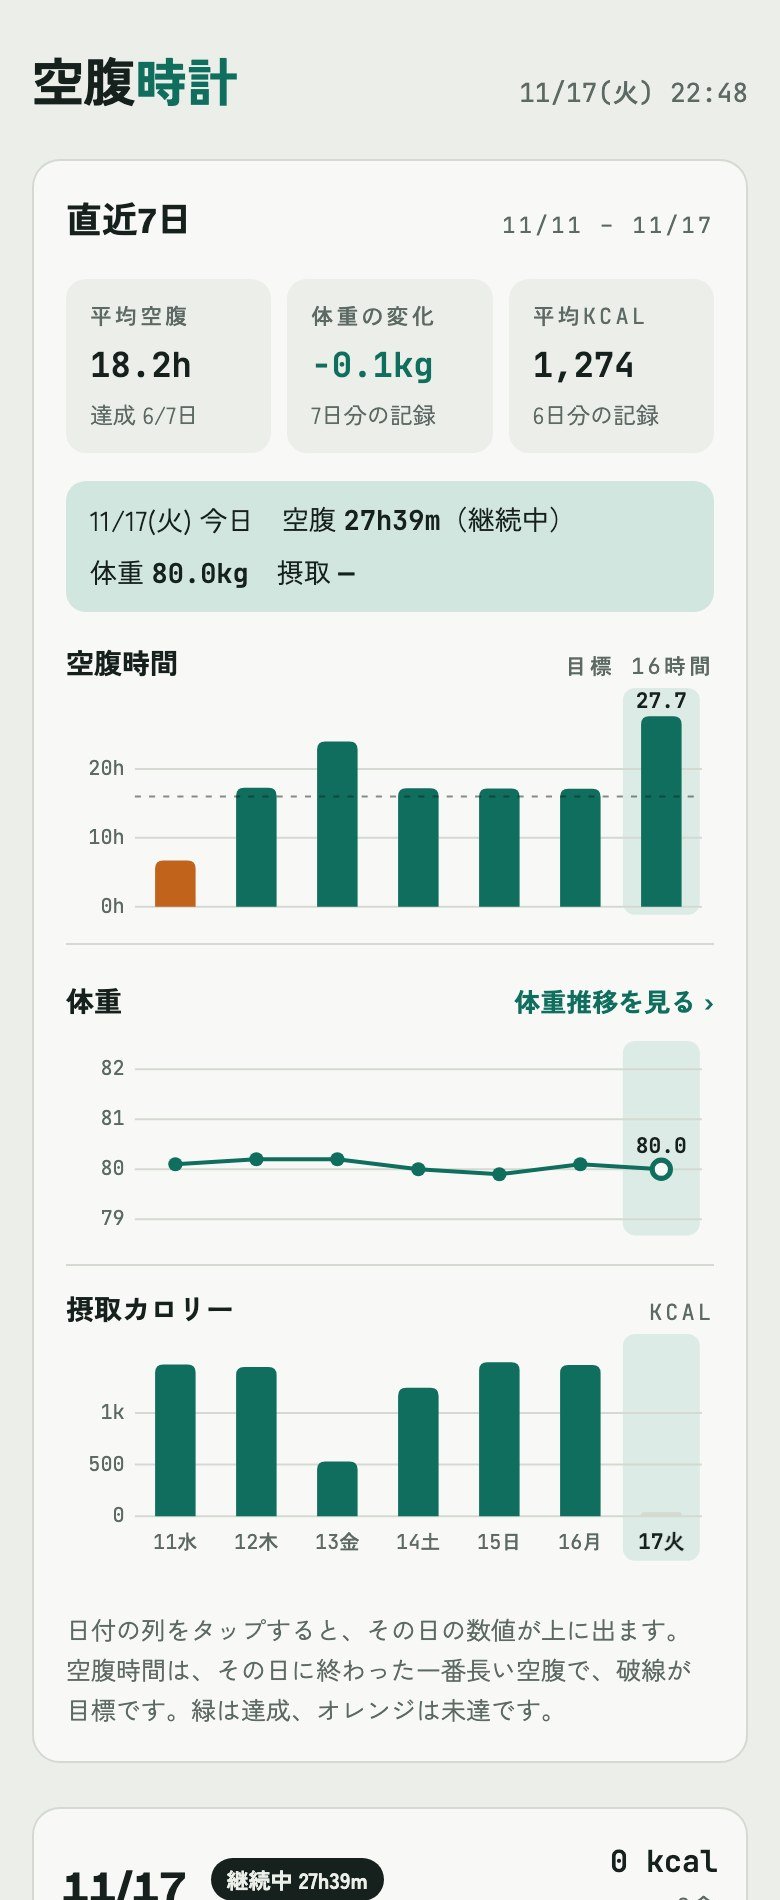 空腹時計
11/17(火) 22:48
直近7日
11/11 – 11/17
平均空腹
18.2h
達成 6/7日
体重の変化
-0.1kg
7日分の記録
平均KCAL
1,274
6日分の記録
11/17(火) 今日 空腹 27h39m（継続中）
体重 80.0kg 摂取 —
空腹時間
目標 16時間
27.7
20h
10h
0h
体重
体重推移を見る ›
82
81
80.0
80
79
摂取カロリー
KCAL
1k
500
0
11水 12木 13金 14土 15日 16月 17火
日付の列をタップすると、その日の数値が上に出ます。
空腹時間は、その日に終わった一番長い空腹で、破線が
目標です。緑は達成、オレンジは未達です。
0 kcal
11/17 継続中 27h39m